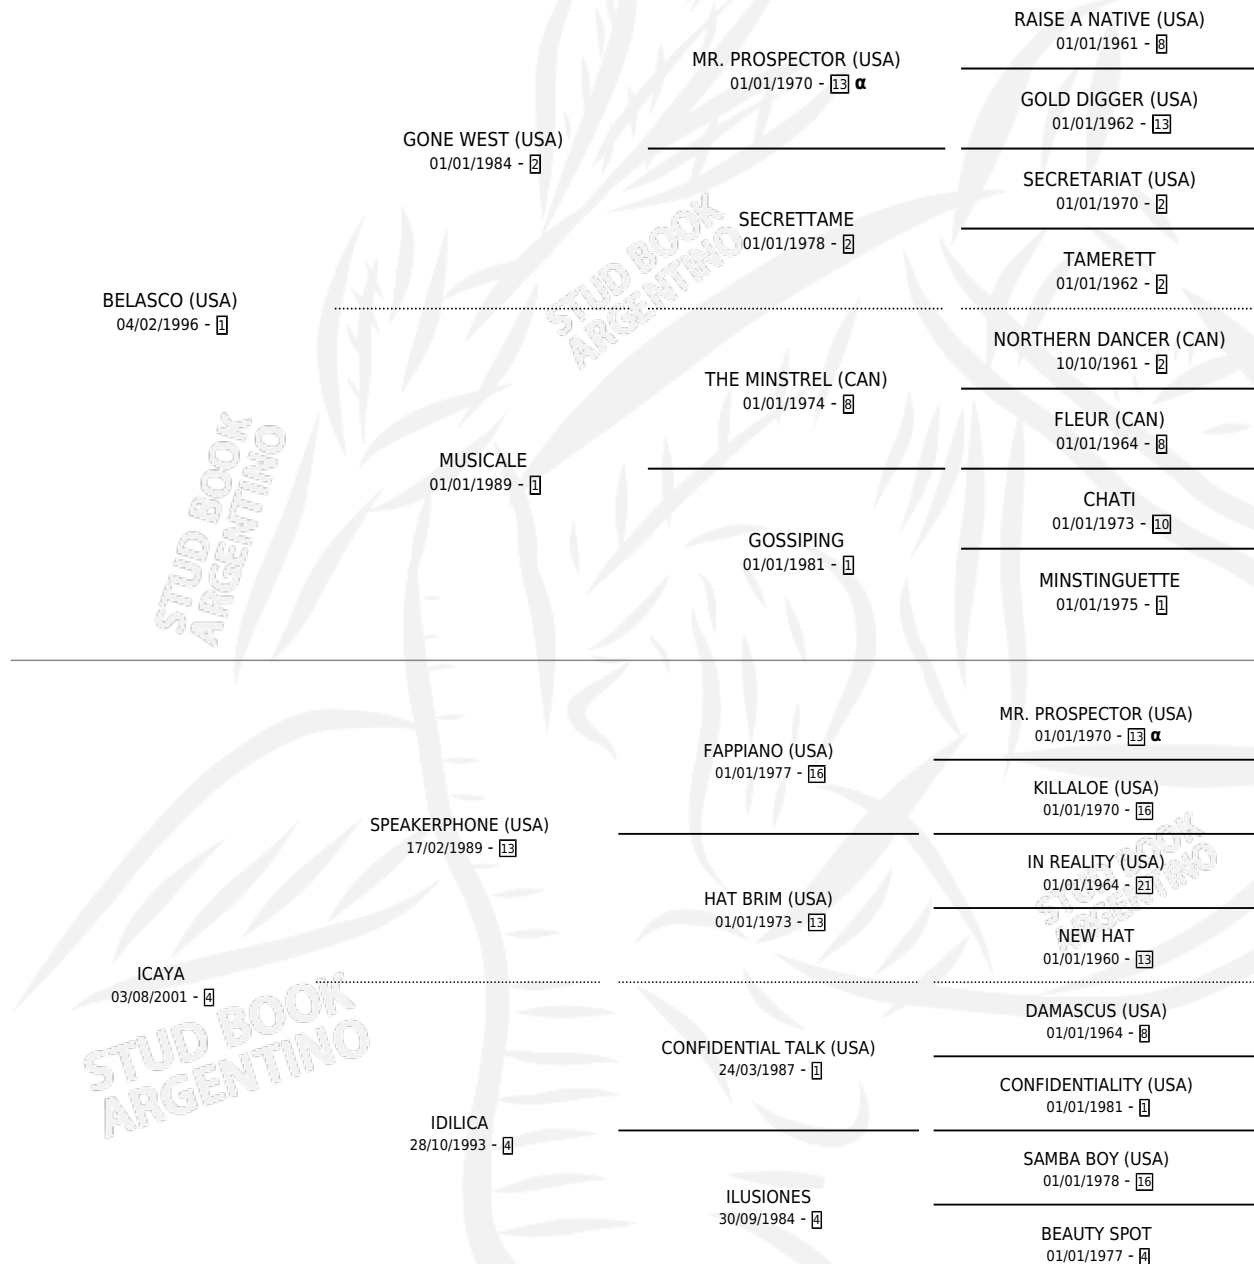 RAISE A NATIVE (USA)
01/01/1961 - 8
MR. PROSPECTOR (USA)
01/01/1970 - 13 α
GOLD DIGGER (USA)
01/01/1962 - 13
GONE WEST (USA)
01/01/1984 - 2
SECRETARIAT (USA)
01/01/1970 - 2
SECRETTAME
01/01/1978 - 2
TAMERETT
01/01/1962 - 2
BELASCO (USA)
04/02/1996 - 1
NORTHERN DANCER (CAN)
10/10/1961 - 2
THE MINSTREL (CAN)
01/01/1974 - 8
FLEUR (CAN)
01/01/1964 - 8
MUSICALE
01/01/1989 - 1
CHATI
01/01/1973 - 10
GOSSIPING
01/01/1981 - 1
MINSTINGUETTE
01/01/1975 - 1
MR. PROSPECTOR (USA)
01/01/1970 - 13 α
FAPPIANO (USA)
01/01/1977 - 16
KILLALOE (USA)
01/01/1970 - 16
SPEAKERPHONE (USA)
17/02/1989 - 13
IN REALITY (USA)
01/01/1964 - 21
HAT BRIM (USA)
01/01/1973 - 13
NEW HAT
01/01/1960 - 13
ICAYA
03/08/2001 - 4
DAMASCUS (USA)
01/01/1964 - 8
CONFIDENTIAL TALK (USA)
24/03/1987 - 1
CONFIDENTIALITY (USA)
01/01/1981 - 1
IDILICA
28/10/1993 - 4
SAMBA BOY (USA)
01/01/1978 - 16
ILUSIONES
30/09/1984 - 4
BEAUTY SPOT
01/01/1977 - 4
STUD BOOK
ARGENTINO
STUD BOOK
ARGENTINO
STUD BOOK
ARGENTINO
STUD BOOK
ARGENTINO